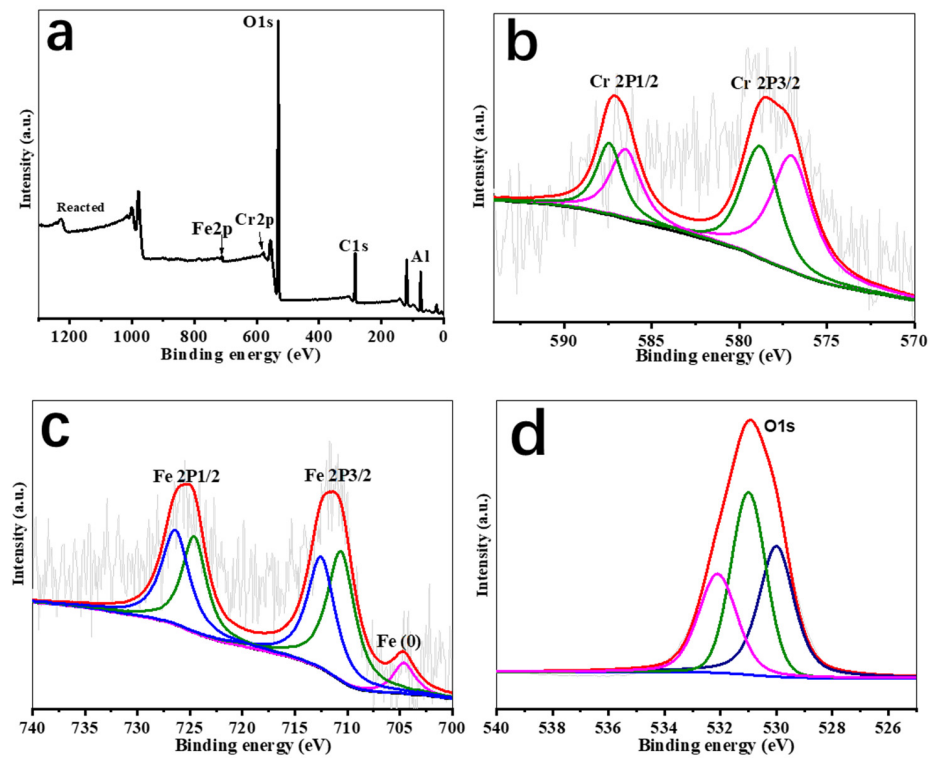 a
O1s
Reacted
Fe2p
Cr2p
C1s
Al
Intensity (a.u.)
1200 1000 800 600 400 200 0
Binding energy (eV)
b
Cr 2P1/2
Cr 2P3/2
Intensity (a.u.)
590 585 580 575 570
Binding energy (eV)
c
Fe 2P1/2
Fe 2P3/2
Fe (0)
Intensity (a.u.)
740 735 730 725 720 715 710 705 700
Binding energy (eV)
d
O1s
Intensity (a.u.)
540 538 536 534 532 530 528 526
Binding energy (eV)